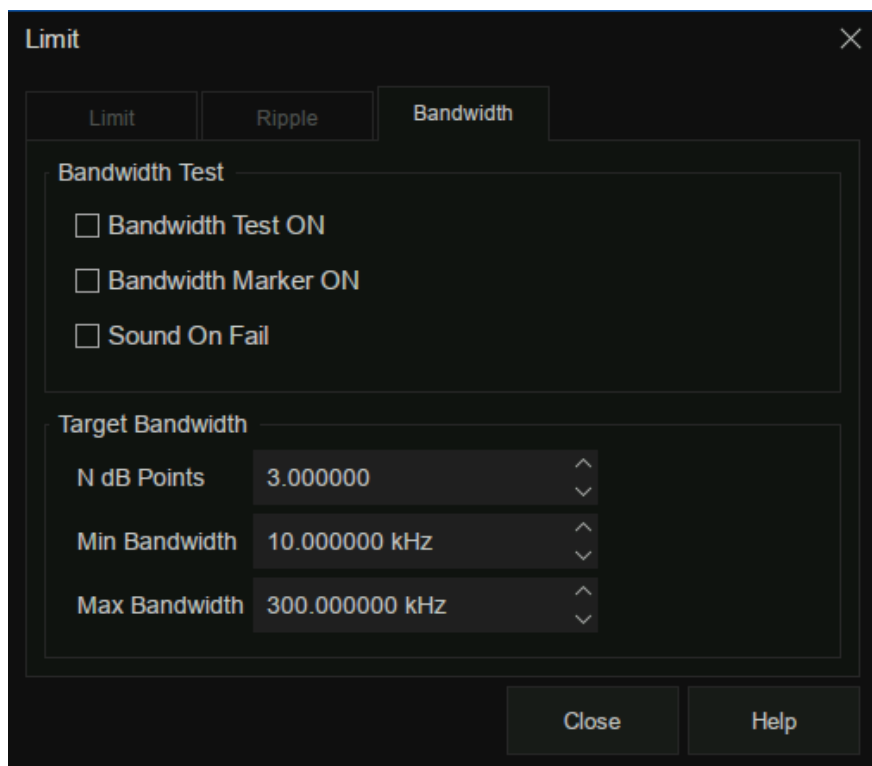 Limit
Limit Ripple Bandwidth
Bandwidth Test
Bandwidth Test ON
Bandwidth Marker ON
Sound On Fail
Target Bandwidth
N dB Points 3.000000
Min Bandwidth 10.000000 kHz
Max Bandwidth 300.000000 kHz
Close Help